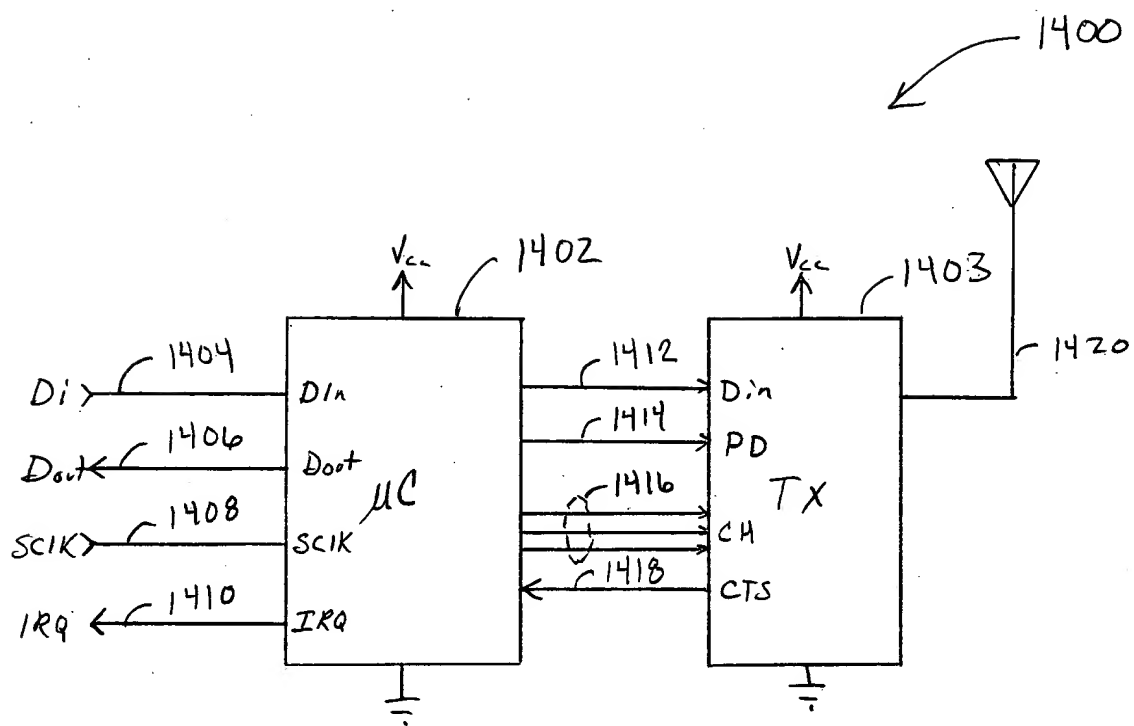 1400
Vcc
1402
Vcc
1403
1404
1412
1420
Di
DIn
Din
1406
1414
Dout
Dout
PD
1408
μC
1416
TX
SCIK
SCIK
CH
1410
1418
CTS
IRQ
IRQ